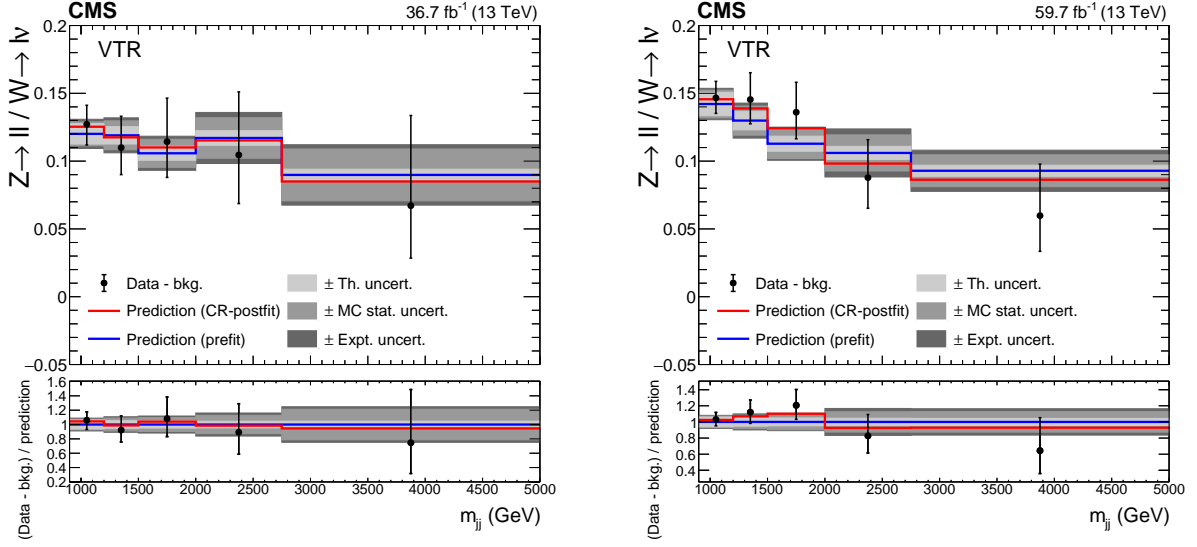 CMS 36.7 fb⁻¹ (13 TeV)
VTR
Z→ ll / W→ lν
0.2
0.15
0.1
0.05
0
−0.05
Data - bkg.
Prediction (CR-postfit)
Prediction (prefit)
± Th. uncert.
± MC stat. uncert.
± Expt. uncert.
(Data - bkg.) / prediction
1.6
1.4
1.2
1
0.8
0.6
0.4
0.2
1000 1500 2000 2500 3000 3500 4000 4500 5000
m_jj (GeV)
CMS 59.7 fb⁻¹ (13 TeV)
VTR
Z→ ll / W→ lν
0.2
0.15
0.1
0.05
0
−0.05
Data - bkg.
Prediction (CR-postfit)
Prediction (prefit)
± Th. uncert.
± MC stat. uncert.
± Expt. uncert.
(Data - bkg.) / prediction
1.4
1.2
1
0.8
0.6
0.4
1000 1500 2000 2500 3000 3500 4000 4500 5000
m_jj (GeV)